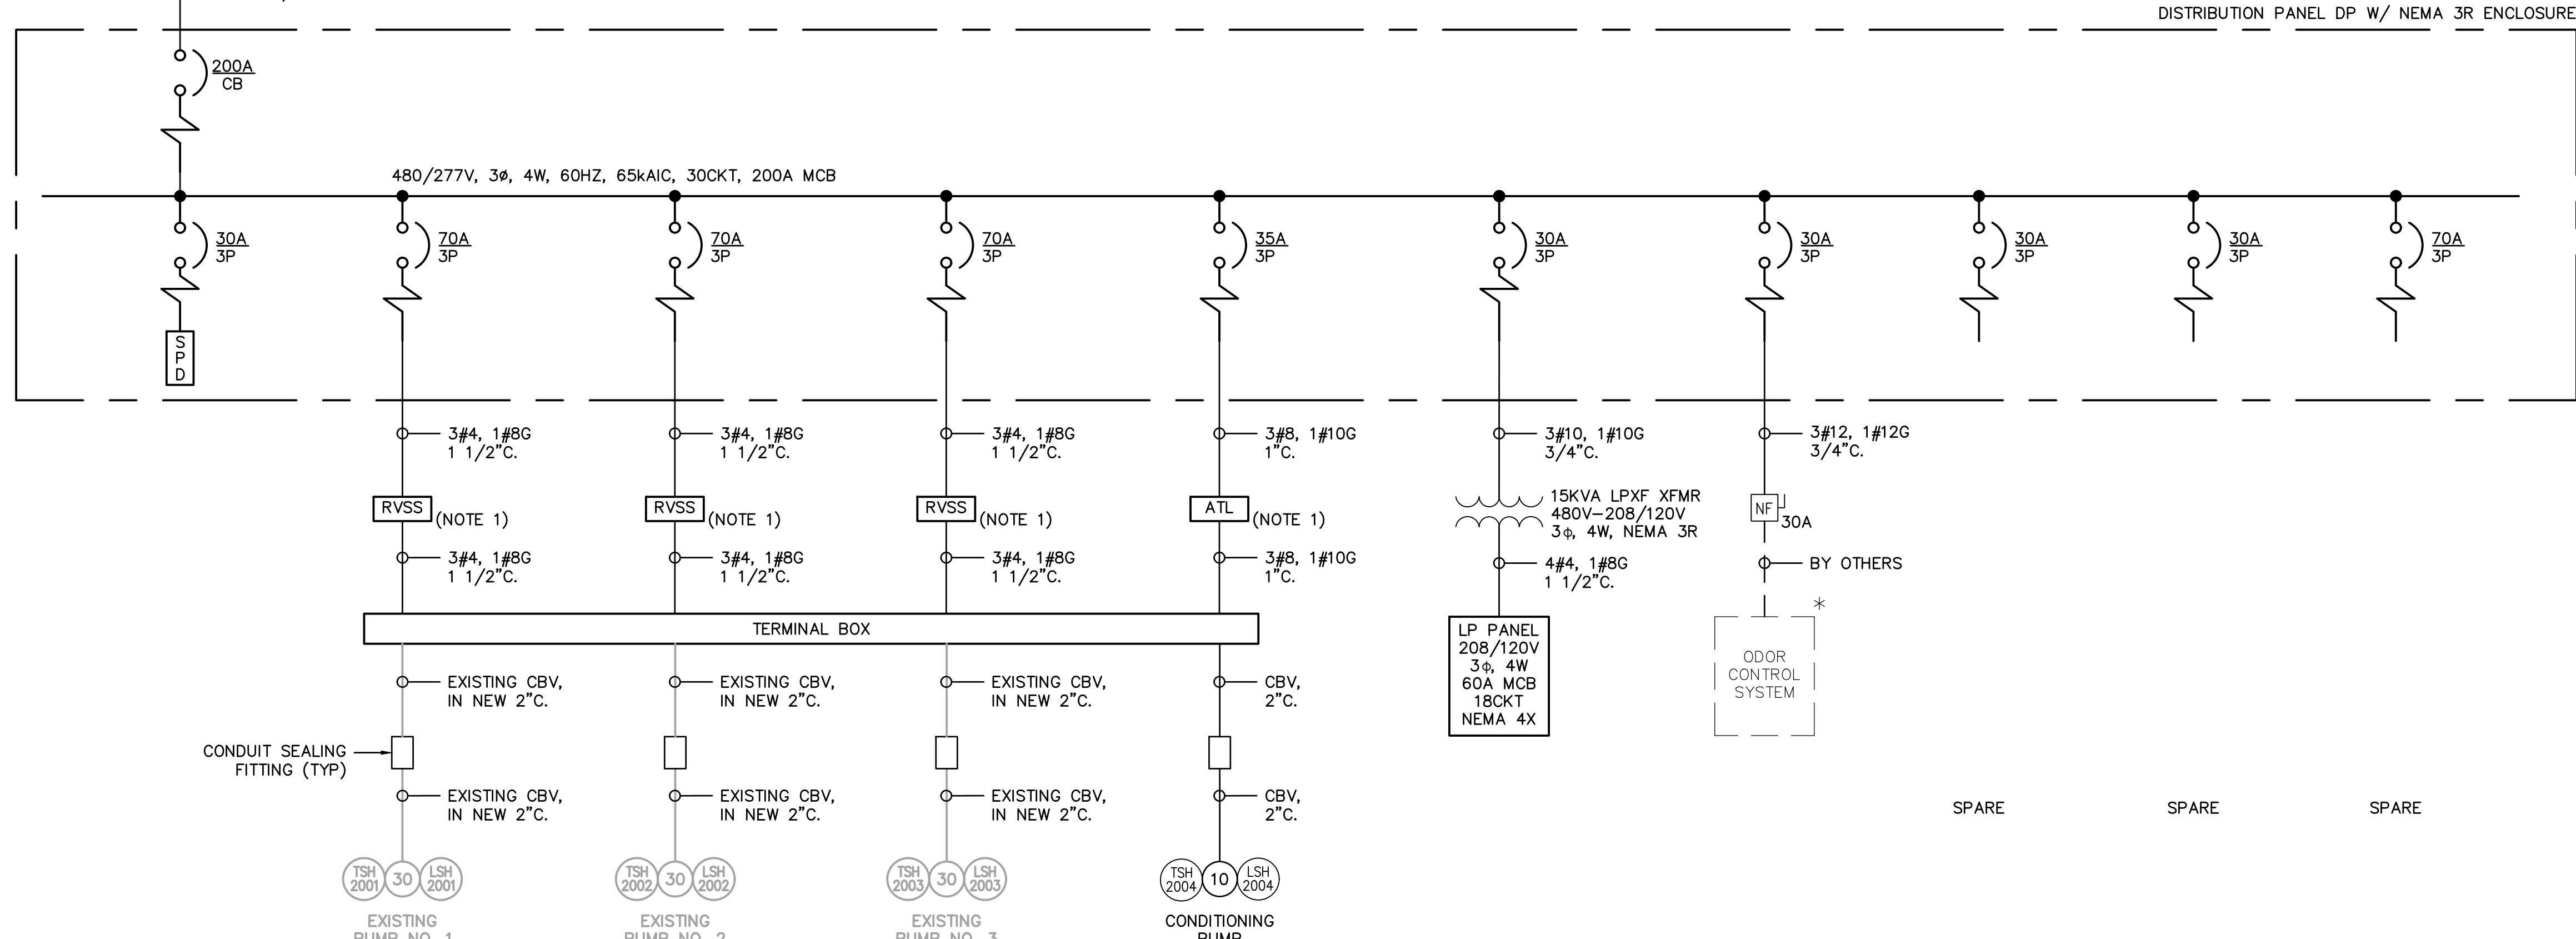 DISTRIBUTION PANEL DP W/ NEMA 3R ENCLOSURE
200A
CB
480/277V, 3ø, 4W, 60HZ, 65kAIC, 30CKT, 200A MCB
30A
3P
70A
3P
70A
3P
70A
3P
35A
3P
30A
3P
30A
3P
30A
3P
30A
3P
70A
3P
S
P
D
3#4, 1#8G
1 1/2"C.
3#4, 1#8G
1 1/2"C.
3#4, 1#8G
1 1/2"C.
3#8, 1#10G
1"C.
3#10, 1#10G
3/4"C.
3#12, 1#12G
3/4"C.
RVSS
(NOTE 1)
RVSS
(NOTE 1)
RVSS
(NOTE 1)
ATL
(NOTE 1)
15KVA LPXF XFMR
480V-208/120V
3ϕ, 4W, NEMA 3R
NF
30A
3#4, 1#8G
1 1/2"C.
3#4, 1#8G
1 1/2"C.
3#4, 1#8G
1 1/2"C.
3#8, 1#10G
1"C.
4#4, 1#8G
1 1/2"C.
BY OTHERS
*
TERMINAL BOX
LP PANEL
208/120V
3ϕ, 4W
60A MCB
18CKT
NEMA 4X
ODOR
CONTROL
SYSTEM
EXISTING CBV,
IN NEW 2"C.
EXISTING CBV,
IN NEW 2"C.
EXISTING CBV,
IN NEW 2"C.
CBV,
2"C.
CONDUIT SEALING
FITTING (TYP)
EXISTING CBV,
IN NEW 2"C.
EXISTING CBV,
IN NEW 2"C.
EXISTING CBV,
IN NEW 2"C.
CBV,
2"C.
SPARE
SPARE
SPARE
TSH
2001
30
LSH
2001
TSH
2002
30
LSH
2002
TSH
2003
30
LSH
2003
TSH
2004
10
LSH
2004
EXISTING
PUMP NO. 1
EXISTING
PUMP NO. 2
EXISTING
PUMP NO. 3
CONDITIONING
PUMP